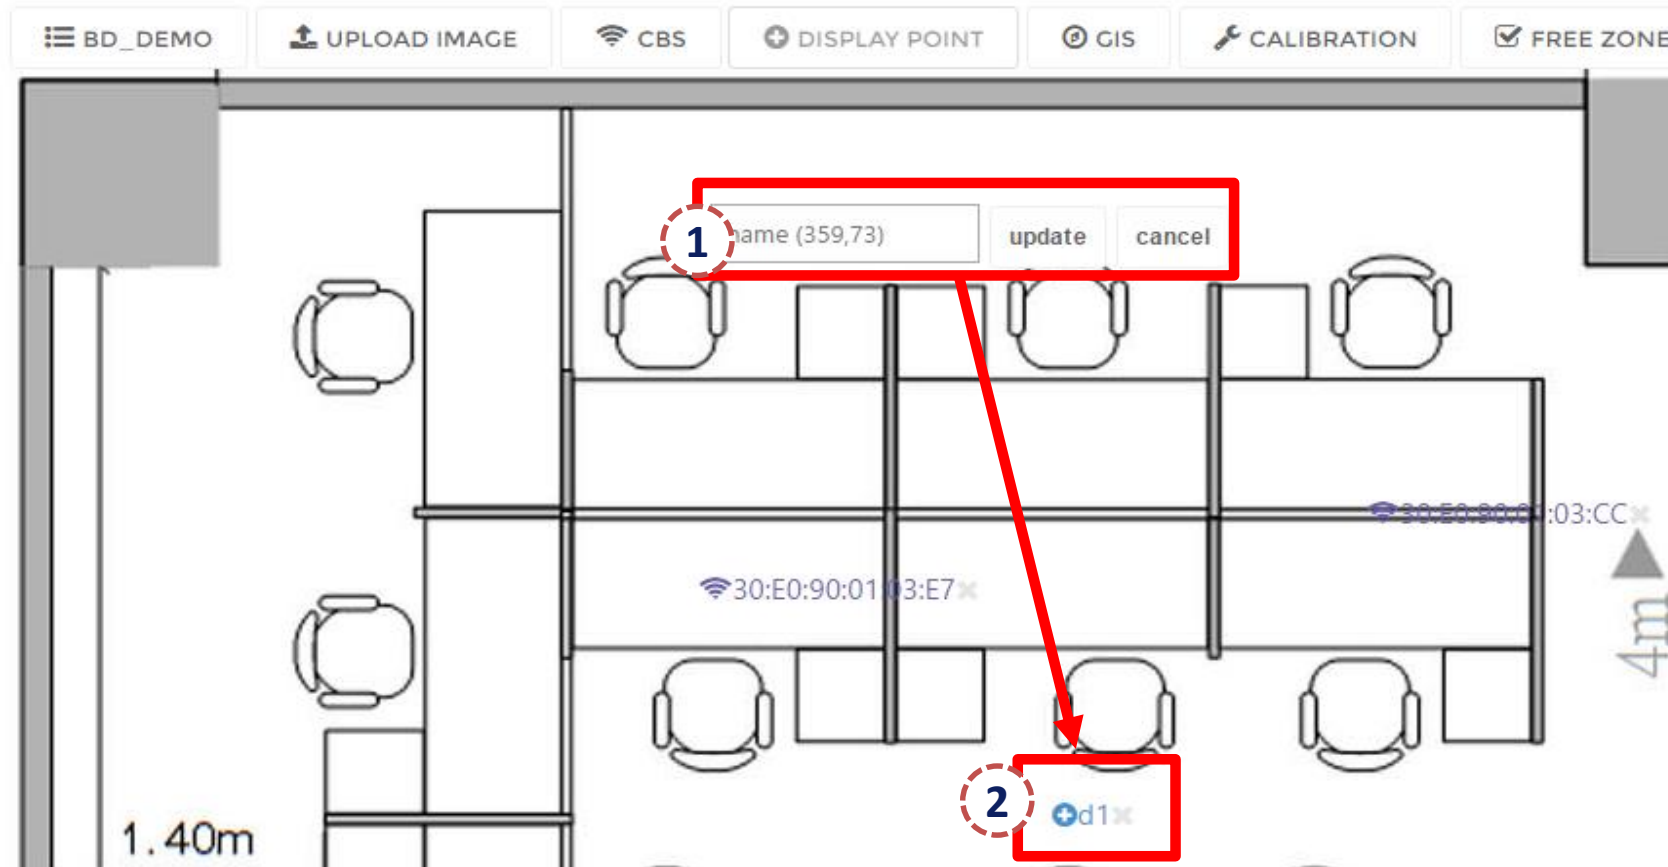 BD_DEMO UPLOAD IMAGE CBS DISPLAY POINT GIS CALIBRATION FREE ZONE
1 name (359,73) update cancel
:03:CC
30:E0:90:01:03:E7
4m
2 d1
1.40m